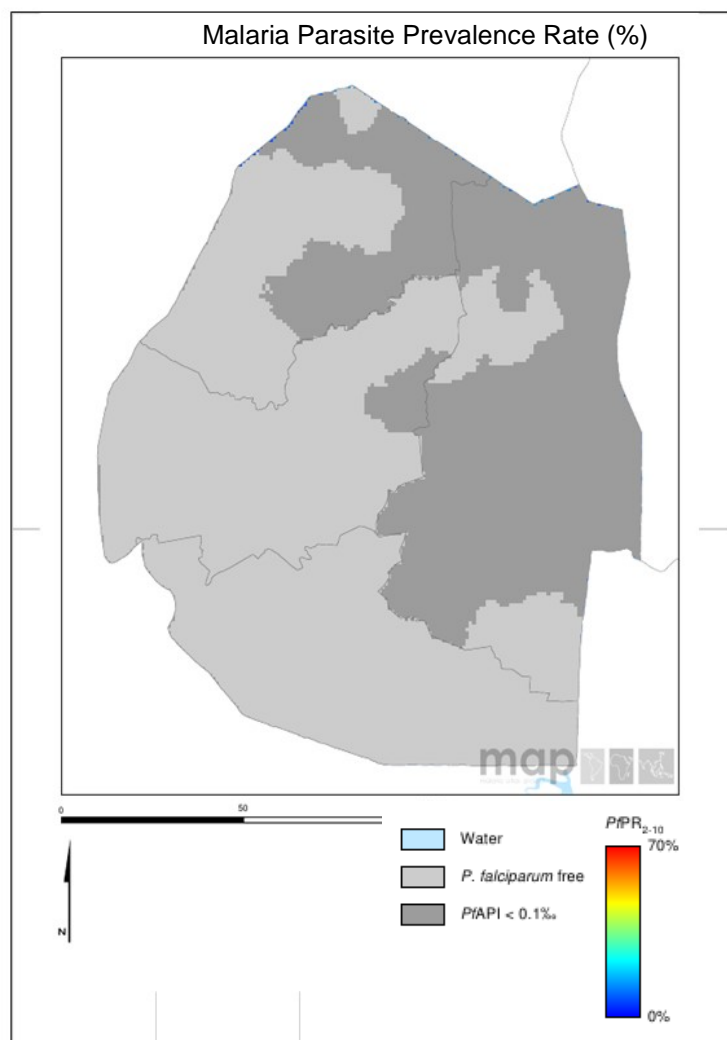 Malaria Parasite Prevalence Rate (%)
map
0 50
Water
P. falciparum free
PfAPI < 0.1‰
PfPR2-10
70%
0%
N